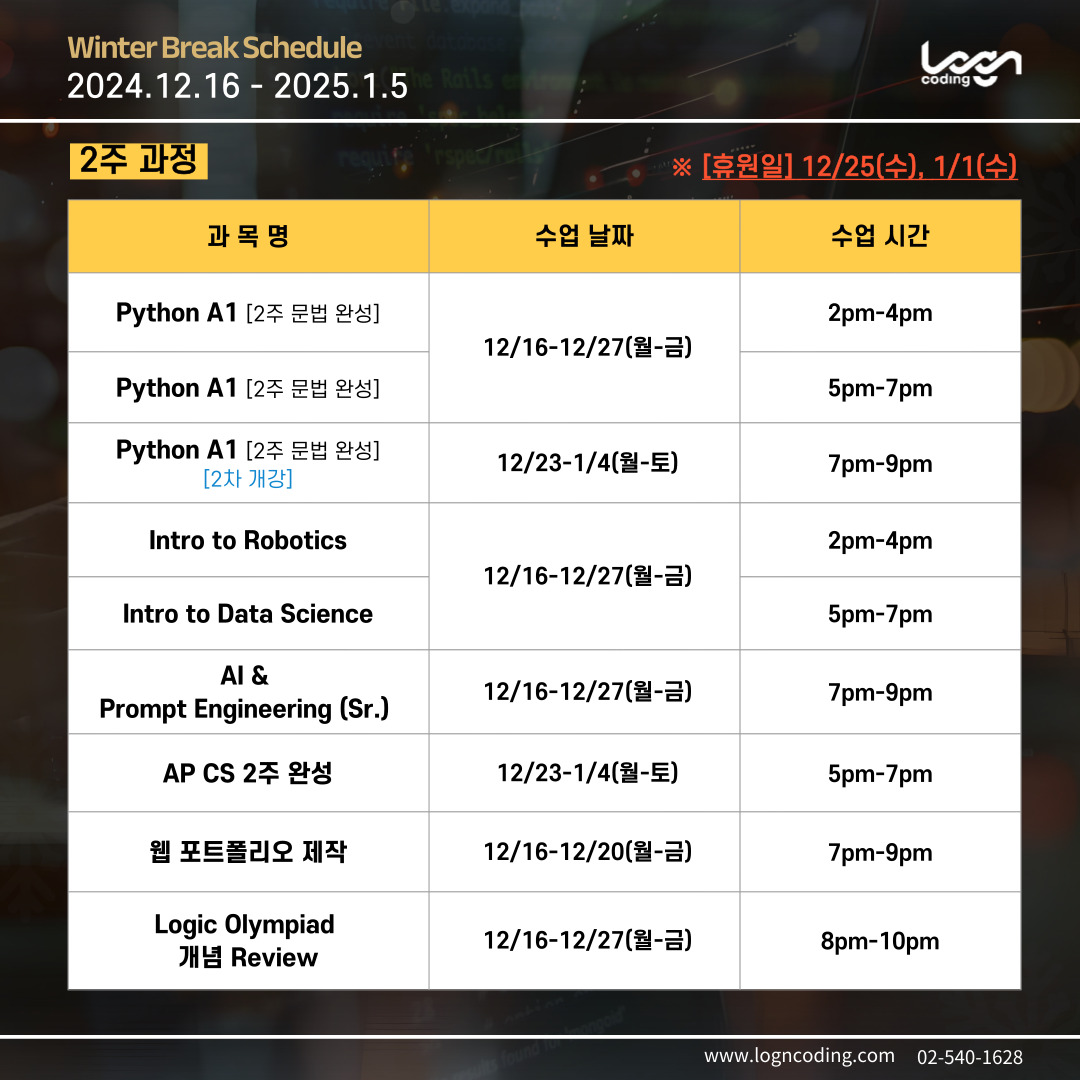 Winter Break Schedule
2024.12.16 - 2025.1.5
Logn
coding
2주 과정
※ [휴원일] 12/25(수), 1/1(수)
과 목 명 수업 날짜 수업 시간
Python A1 [2주 문법 완성] 2pm-4pm
12/16-12/27(월-금)
Python A1 [2주 문법 완성] 5pm-7pm
Python A1 [2주 문법 완성]
[2차 개강]
12/23-1/4(월-토) 7pm-9pm
Intro to Robotics 2pm-4pm
12/16-12/27(월-금)
Intro to Data Science 5pm-7pm
AI &
Prompt Engineering (Sr.)
12/16-12/27(월-금) 7pm-9pm
AP CS 2주 완성 12/23-1/4(월-토) 5pm-7pm
웹 포트폴리오 제작 12/16-12/20(월-금) 7pm-9pm
Logic Olympiad
개념 Review
12/16-12/27(월-금) 8pm-10pm
www.logncoding.com 02-540-1628